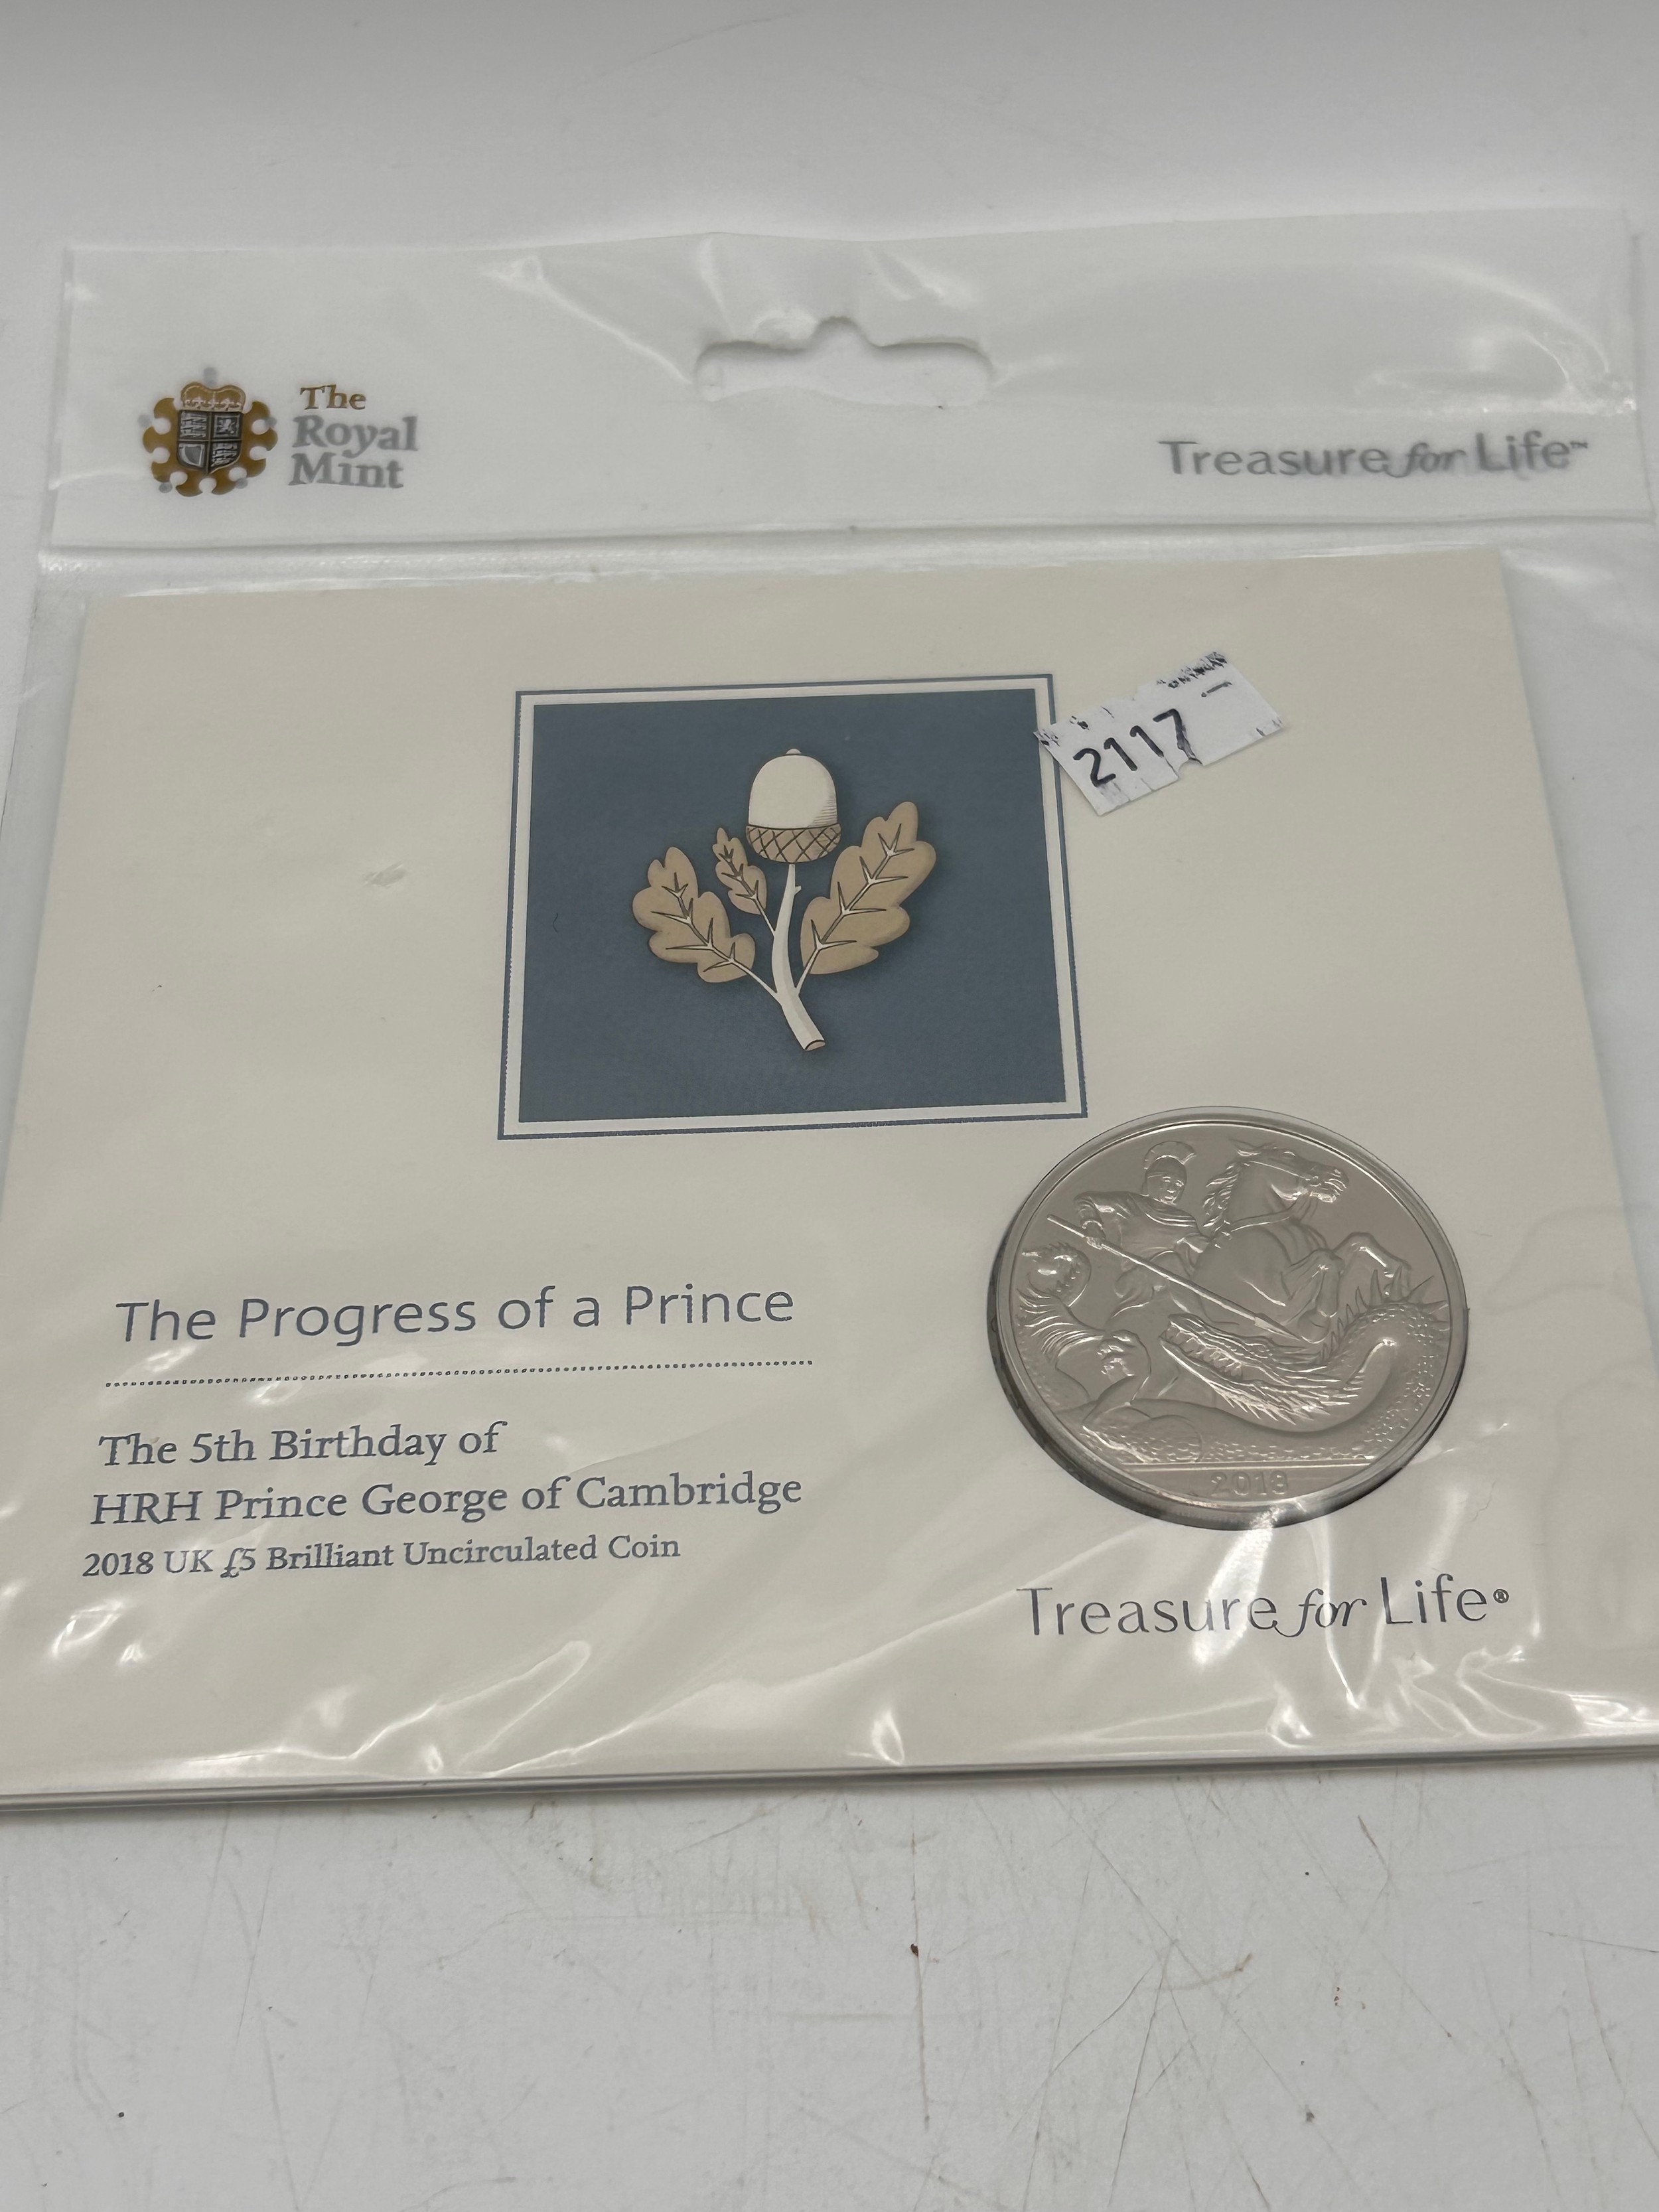 The
Royal
Mint
Treasure for Life™
2117
The Progress of a Prince
The 5th Birthday of
HRH Prince George of Cambridge
2018 UK £5 Brilliant Uncirculated Coin
2018
Treasure for Life®